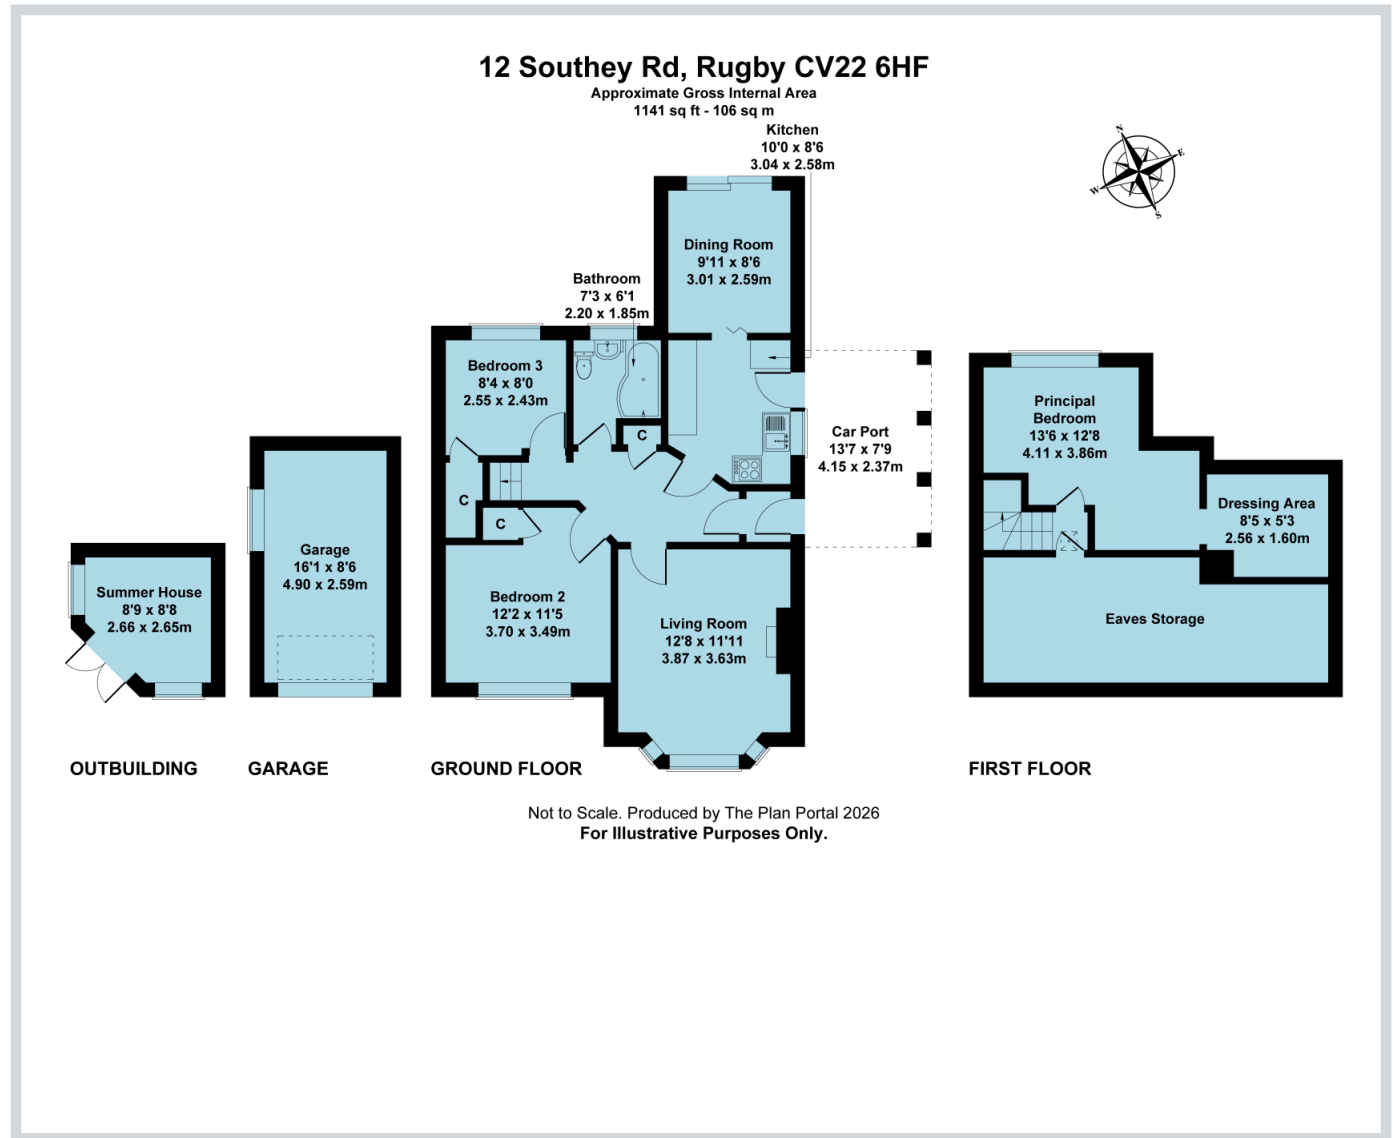 12 Southey Rd, Rugby CV22 6HF
Approximate Gross Internal Area
1141 sq ft - 106 sq m
Kitchen
10'0 x 8'6
3.04 x 2.58m
N
E
W
S
Dining Room
9'11 x 8'6
3.01 x 2.59m
Bathroom
7'3 x 6'1
2.20 x 1.85m
Bedroom 3
8'4 x 8'0
2.55 x 2.43m
C
C
C
Car Port
13'7 x 7'9
4.15 x 2.37m
Principal
Bedroom
13'6 x 12'8
4.11 x 3.86m
Dressing Area
8'5 x 5'3
2.56 x 1.60m
Eaves Storage
Garage
16'1 x 8'6
4.90 x 2.59m
Summer House
8'9 x 8'8
2.66 x 2.65m
Bedroom 2
12'2 x 11'5
3.70 x 3.49m
Living Room
12'8 x 11'11
3.87 x 3.63m
OUTBUILDING
GARAGE
GROUND FLOOR
FIRST FLOOR
Not to Scale. Produced by The Plan Portal 2026
For Illustrative Purposes Only.